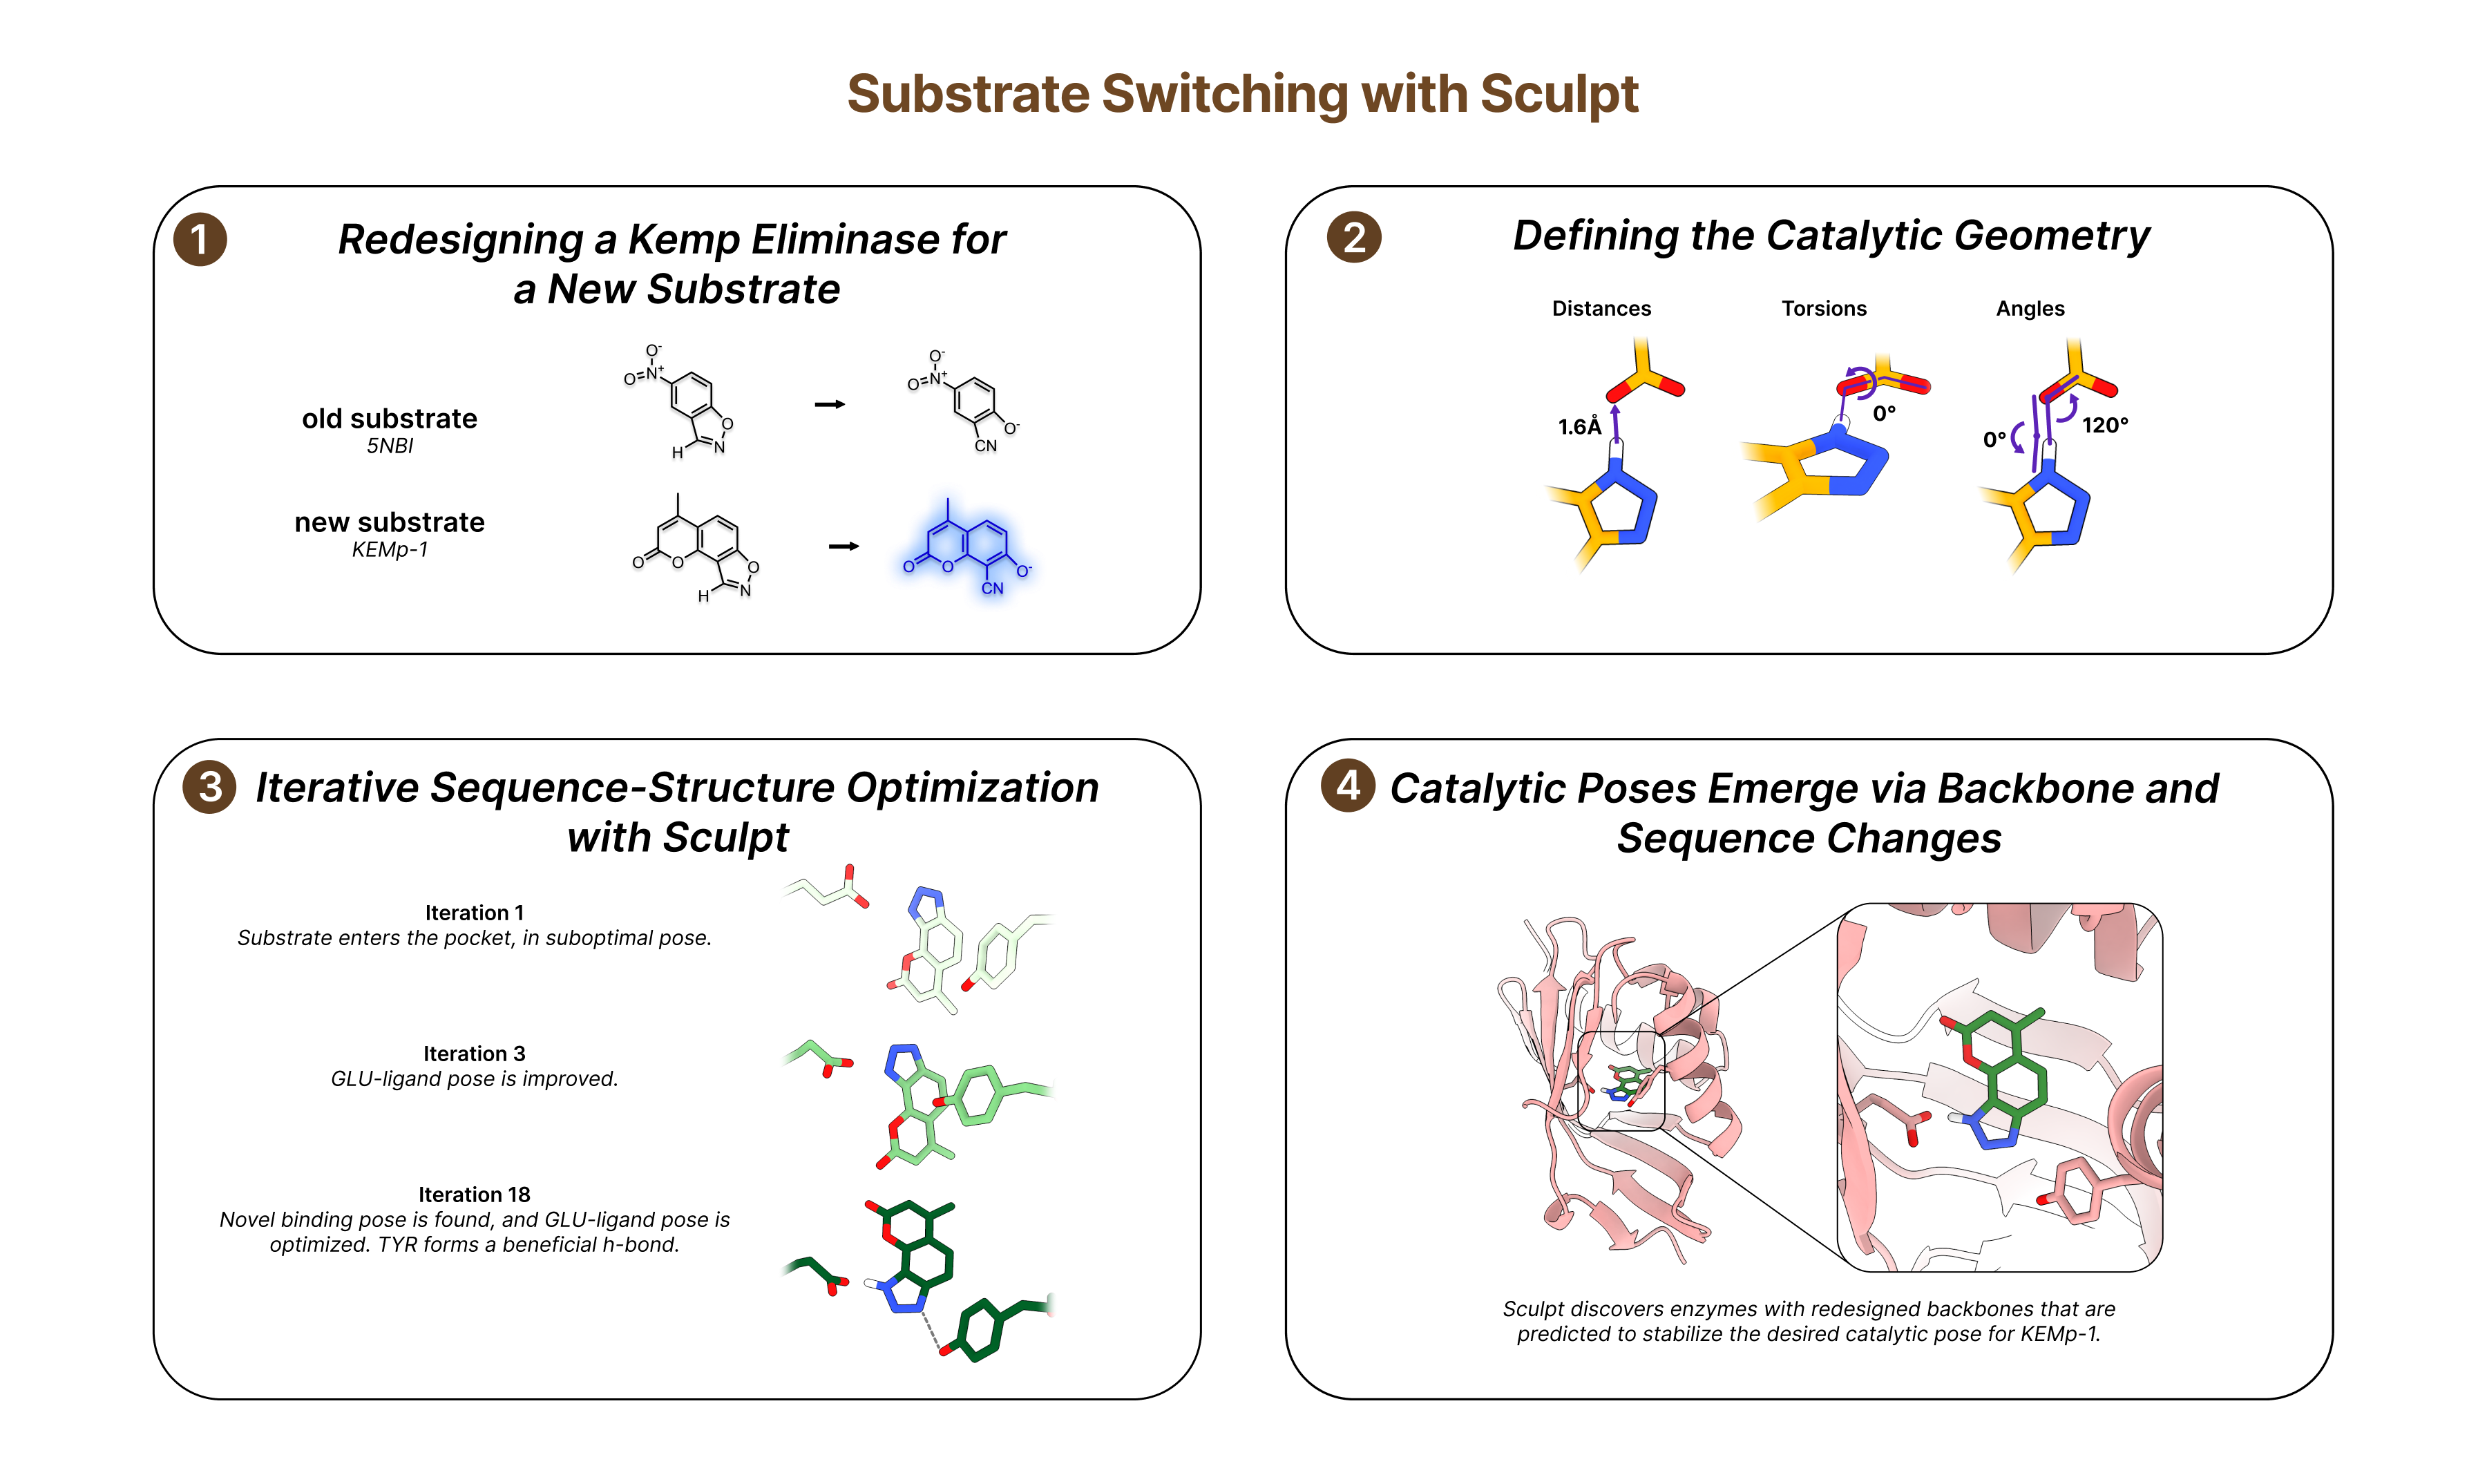 Substrate Switching with Sculpt
1
Redesigning a Kemp Eliminase for
a New Substrate
old substrate
5NBI
O-
O=N+
O
N
H
O-
O=N+
O-
CN
new substrate
KEMp-1
O
O
O
N
H
O
O
O-
CN
2
Defining the Catalytic Geometry
Distances
Torsions
Angles
1.6Å
0°
0°
120°
3
Iterative Sequence-Structure Optimization
with Sculpt
Iteration 1
Substrate enters the pocket, in suboptimal pose.
Iteration 3
GLU-ligand pose is improved.
Iteration 18
Novel binding pose is found, and GLU-ligand pose is
optimized. TYR forms a beneficial h-bond.
4
Catalytic Poses Emerge via Backbone and
Sequence Changes
Sculpt discovers enzymes with redesigned backbones that are
predicted to stabilize the desired catalytic pose for KEMp-1.